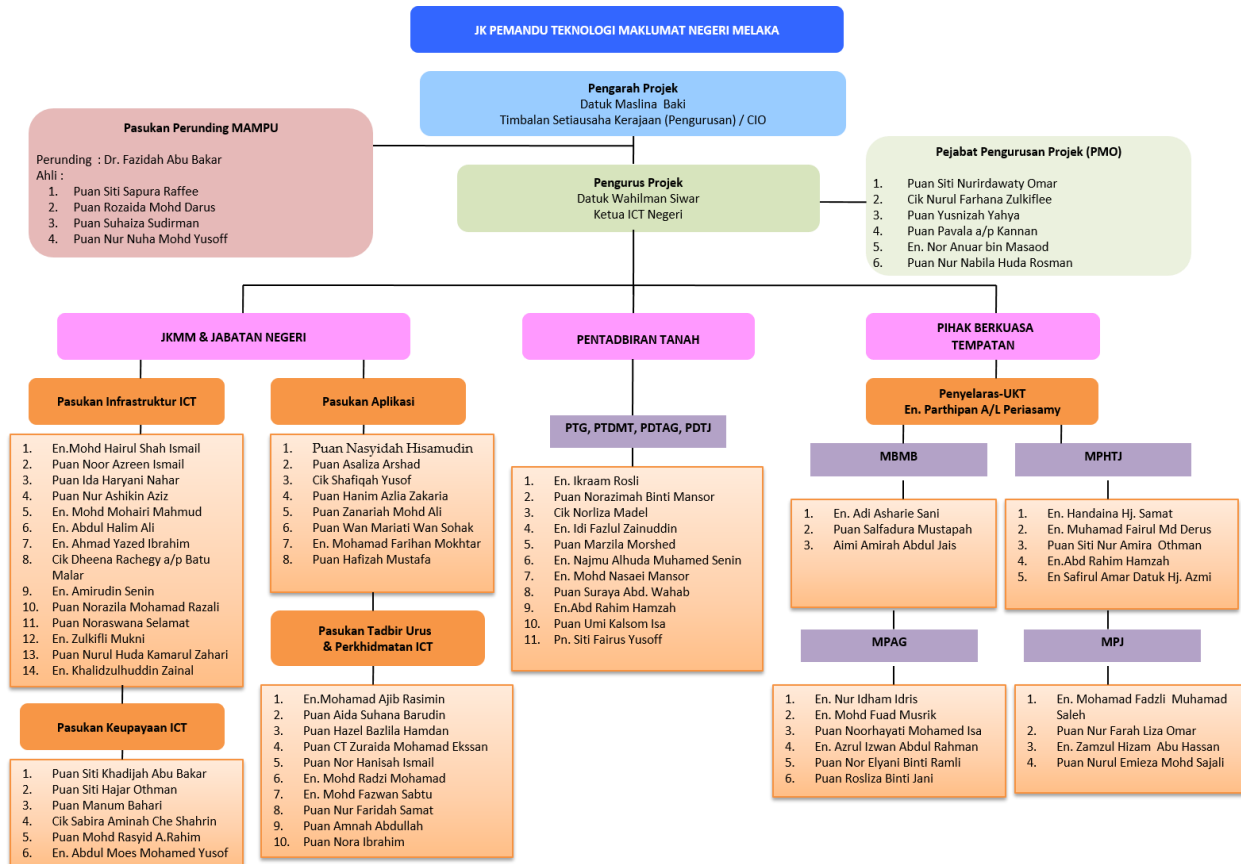 JK PEMANDU TEKNOLOGI MAKLUMAT NEGERI MELAKA
Pengarah Projek
Datuk Maslina Baki
Timbalan Setiausaha Kerajaan (Pengurusan) / CIO
Pasukan Perunding MAMPU
Perunding : Dr. Fazidah Abu Bakar
Ahli :
1. Puan Siti Sapura Raffee
2. Puan Rozaida Mohd Darus
3. Puan Suhaiza Sudirman
4. Puan Nur Nuha Mohd Yusoff
Pengurus Projek
Datuk Wahilman Siwar
Ketua ICT Negeri
Pejabat Pengurusan Projek (PMO)
1. Puan Siti Nurirdawaty Omar
2. Cik Nurul Farhana Zulkiflee
3. Puan Yusnizah Yahya
4. Puan Pavala a/p Kannan
5. En. Nor Anuar bin Masaod
6. Puan Nur Nabila Huda Rosman
JKMM & JABATAN NEGERI
Pasukan Infrastruktur ICT
1. En.Mohd Hairul Shah Ismail
2. Puan Noor Azreen Ismail
3. Puan Ida Haryani Nahar
4. Puan Nur Ashikin Aziz
5. En. Mohd Mohairi Mahmud
6. En. Abdul Halim Ali
7. En. Ahmad Yazed Ibrahim
8. Cik Dheena Rachegy a/p Batu
Malar
9. En. Amirudin Senin
10. Puan Norazila Mohamad Razali
11. Puan Noraswana Selamat
12. En. Zulkifli Mukni
13. Puan Nurul Huda Kamarul Zahari
14. En. Khalidzulhuddin Zainal
Pasukan Keupayaan ICT
1. Puan Siti Khadijah Abu Bakar
2. Puan Siti Hajar Othman
3. Puan Manum Bahari
4. Cik Sabira Aminah Che Shahrin
5. Puan Mohd Rasyid A.Rahim
6. En. Abdul Moes Mohamed Yusof
Pasukan Aplikasi
1. Puan Nasyidah Hisamudin
2. Puan Asaliza Arshad
3. Cik Shafiqah Yusof
4. Puan Hanim Azlia Zakaria
5. Puan Zanariah Mohd Ali
6. Puan Wan Mariati Wan Sohak
7. En. Mohamad Farihan Mokhtar
8. Puan Hafizah Mustafa
Pasukan Tadbir Urus
& Perkhidmatan ICT
1. En.Mohamad Ajib Rasimin
2. Puan Aida Suhana Barudin
3. Puan Hazel Bazlila Hamdan
4. Puan CT Zuraida Mohamad Ekssan
5. Puan Nor Hanisah Ismail
6. En. Mohd Radzi Mohamad
7. En. Mohd Fazwan Sabtu
8. Puan Nur Faridah Samat
9. Puan Amnah Abdullah
10. Puan Nora Ibrahim
PENTADBIRAN TANAH
PTG, PTDMT, PDTAG, PDTJ
1. En. Ikraam Rosli
2. Puan Norazimah Binti Mansor
3. Cik Norliza Madel
4. En. Idi Fazlul Zainuddin
5. Puan Marzila Morshed
6. En. Najmu Alhuda Muhamed Senin
7. En. Mohd Nasaei Mansor
8. Puan Suraya Abd. Wahab
9. En.Abd Rahim Hamzah
10. Puan Umi Kalsom Isa
11. Pn. Siti Fairus Yusoff
PIHAK BERKUASA
TEMPATAN
Penyelaras-UKT
En. Parthipan A/L Periasamy
MBMB
1. En. Adi Asharie Sani
2. Puan Salfadura Mustapah
3. Aimi Amirah Abdul Jais
MPHTJ
1. En. Handaina Hj. Samat
2. En. Muhamad Fairul Md Derus
3. Puan Siti Nur Amira Othman
4. En.Abd Rahim Hamzah
5. En Safirul Amar Datuk Hj. Azmi
MPAG
1. En. Nur Idham Idris
2. En. Mohd Fuad Musrik
3. Puan Noorhayati Mohamed Isa
4. En. Azrul Izwan Abdul Rahman
5. Puan Nor Elyani Binti Ramli
6. Puan Rosliza Binti Jani
MPJ
1. En. Mohamad Fadzli Muhamad
Saleh
2. Puan Nur Farah Liza Omar
3. En. Zamzul Hizam Abu Hassan
4. Puan Nurul Emieza Mohd Sajali